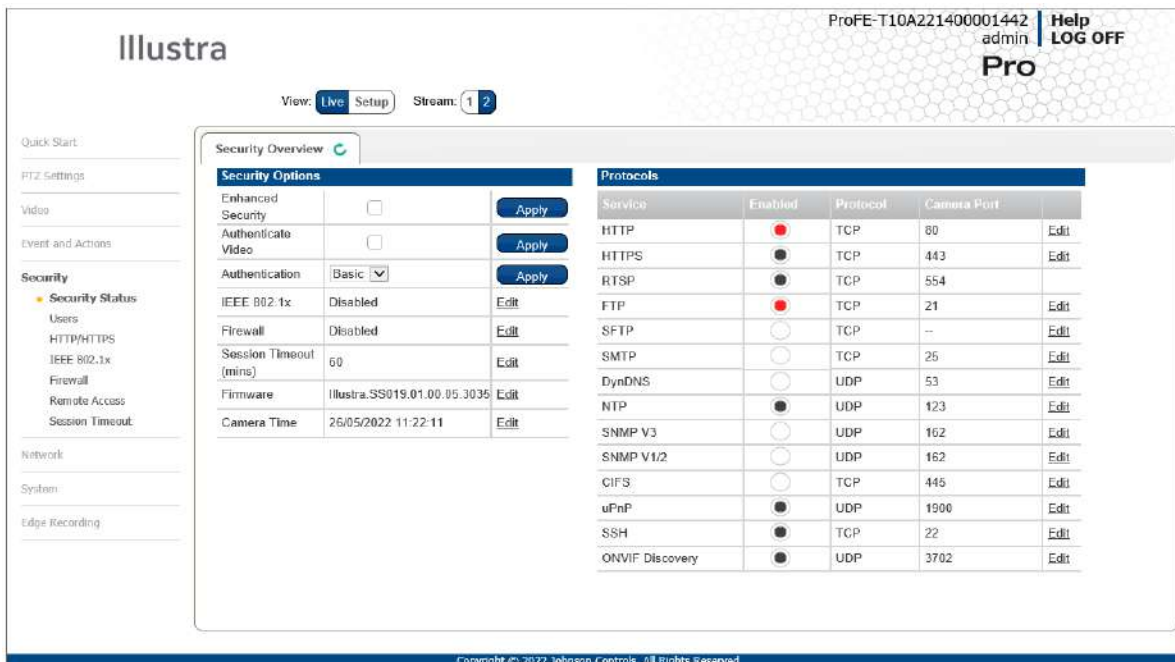 Illustra
ProFE-T10A221400001442 Help
admin LOG OFF
Pro
View: Live Setup Stream: 1 2
Quick Start
PTZ Settings
Video
Event and Actions
Security
Security Status
Users
HTTP/HTTPS
IEEE 802.1x
Firewall
Remote Access
Session Timeout
Network
System
Edge Recording
Security Overview
Security Options
Enhanced Security Apply
Authenticate Video Apply
Authentication Basic Apply
IEEE 802.1x Disabled Edit
Firewall Disabled Edit
Session Timeout (mins) 60 Edit
Firmware Illustra.SS019.01.00.05.3035 Edit
Camera Time 26/05/2022 11:22:11 Edit
Protocols
Service Enabled Protocol Camera Port
HTTP TCP 80 Edit
HTTPS TCP 443 Edit
RTSP TCP 554
FTP TCP 21 Edit
SFTP TCP -- Edit
SMTP TCP 25 Edit
DynDNS UDP 53 Edit
NTP UDP 123 Edit
SNMP V3 UDP 162 Edit
SNMP V1/2 UDP 162 Edit
CIFS TCP 445 Edit
uPnP UDP 1900 Edit
SSH TCP 22 Edit
ONVIF Discovery UDP 3702 Edit
Copyright (C) 2022 Johnson Controls. All Rights Reserved